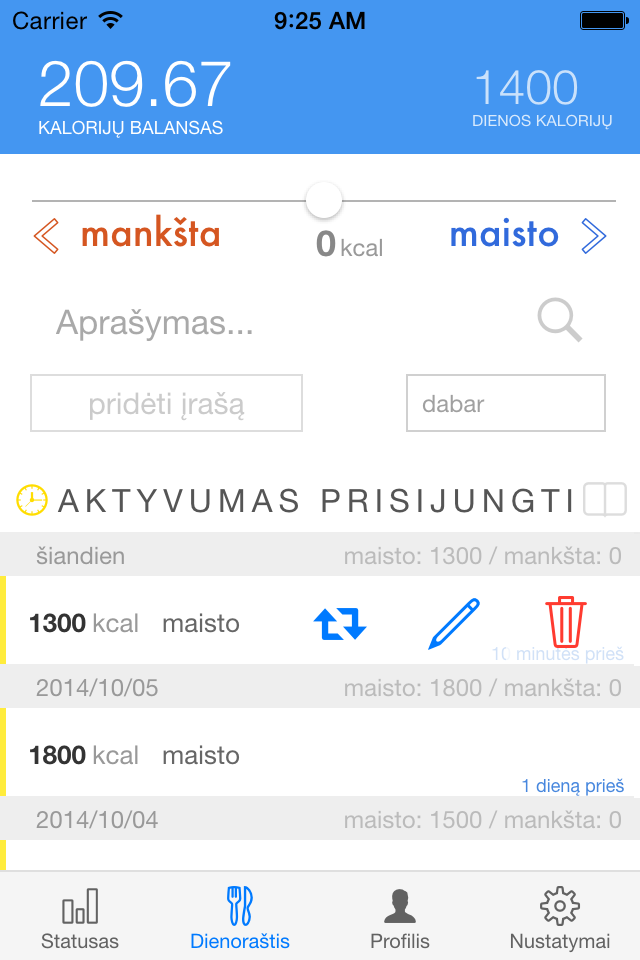 Carrier 9:25 AM
209.67 1400
KALORIJŲ BALANSAS DIENOS KALORIJŲ
mankšta 0 kcal maisto
Aprašymas...
pridėti įrašą dabar
AKTYVUMAS PRISIJUNGTI
šiandien maisto: 1300 / mankšta: 0
1300 kcal maisto
10 minutes prieš
2014/10/05 maisto: 1800 / mankšta: 0
1800 kcal maisto
1 dieną prieš
2014/10/04 maisto: 1500 / mankšta: 0
Statusas Dienoraštis Profilis Nustatymai